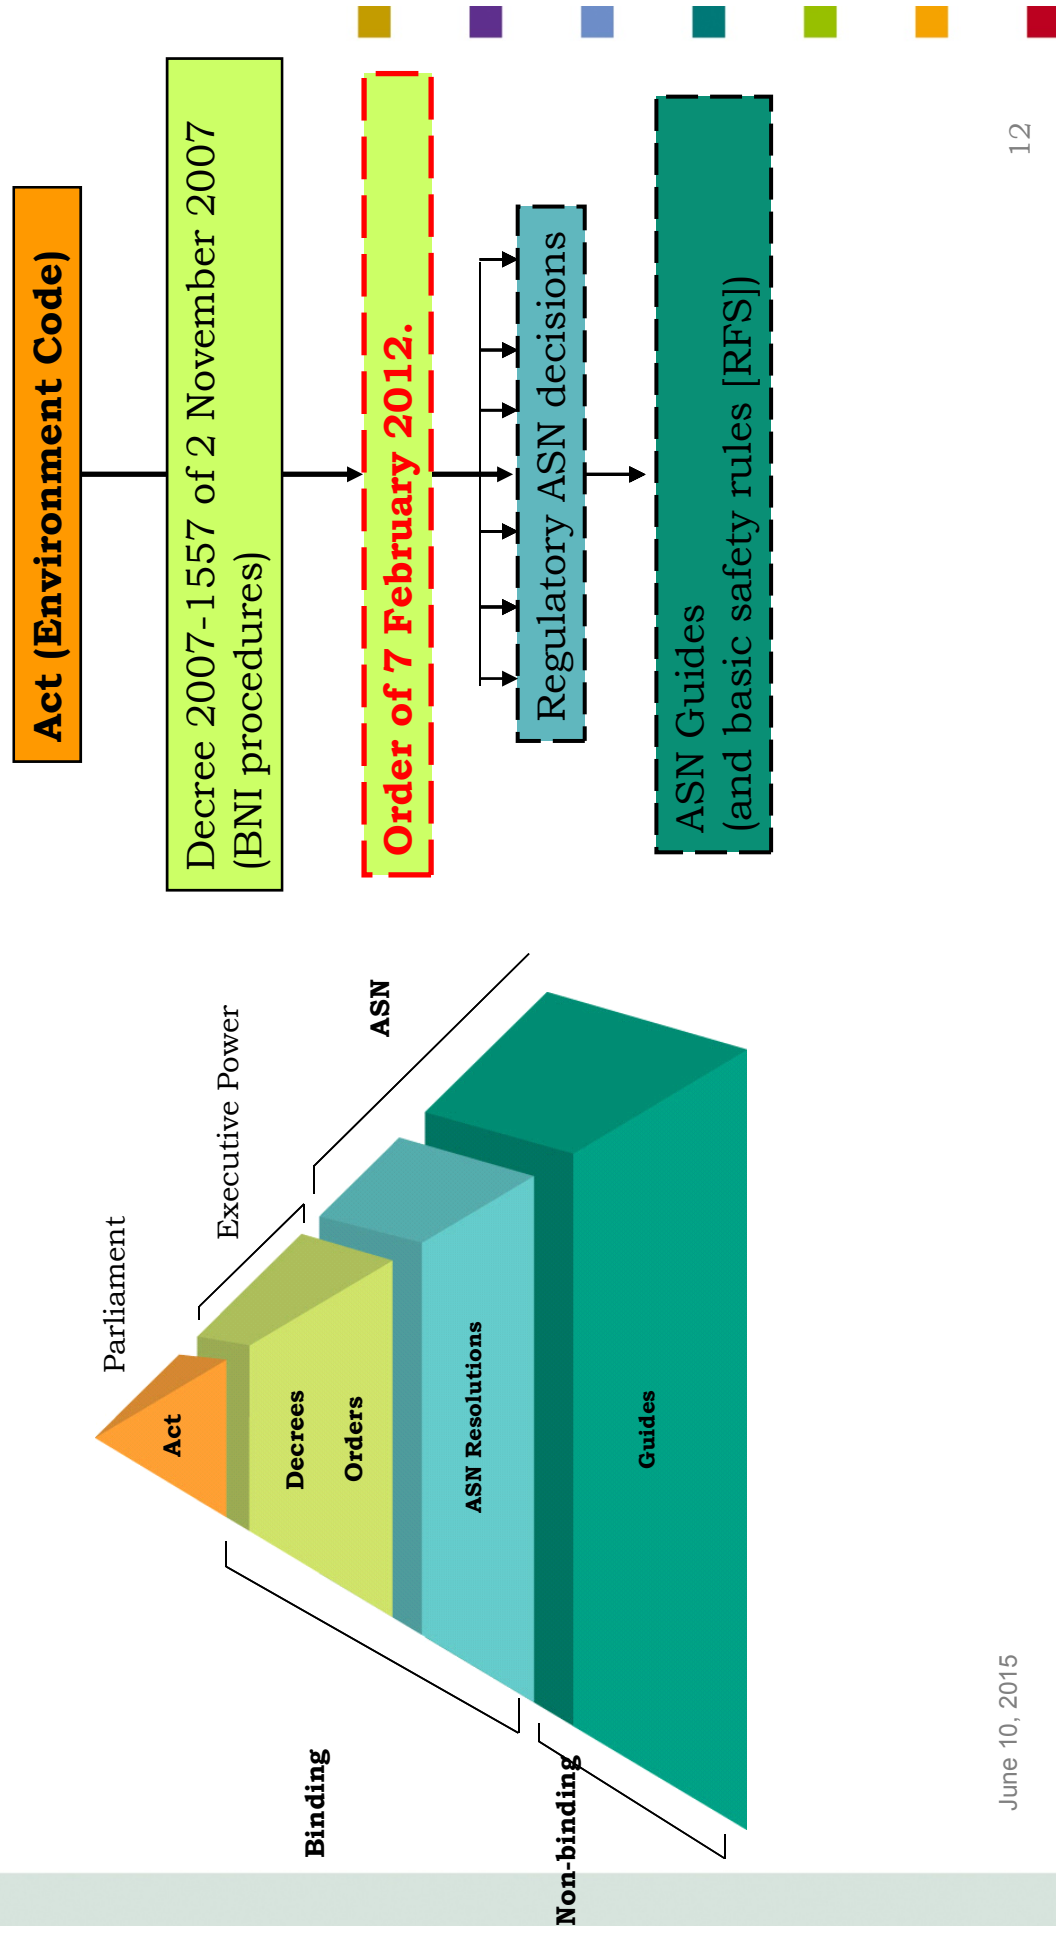 Parliament
Executive Power
ASN
Act
Decrees
Orders
ASN Resolutions
Guides
Binding
Non-binding
Act (Environment Code)
Decree 2007-1557 of 2 November 2007
(BNI procedures)
Order of 7 February 2012.
Regulatory ASN decisions
ASN Guides
(and basic safety rules [RFS])
June 10, 2015
12